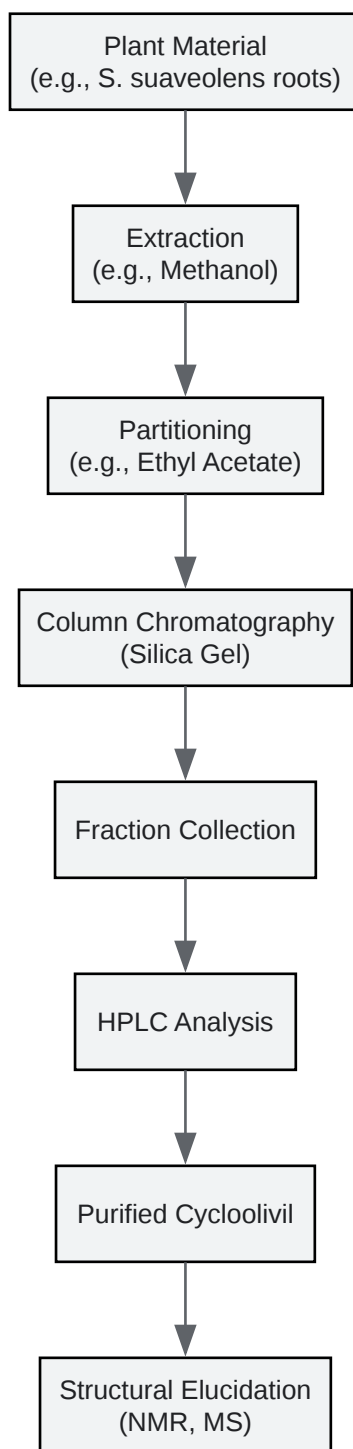 Plant Material
(e.g., S. suaveolens roots)
Extraction
(e.g., Methanol)
Partitioning
(e.g., Ethyl Acetate)
Column Chromatography
(Silica Gel)
Fraction Collection
HPLC Analysis
Purified Cycloolivil
Structural Elucidation
(NMR, MS)